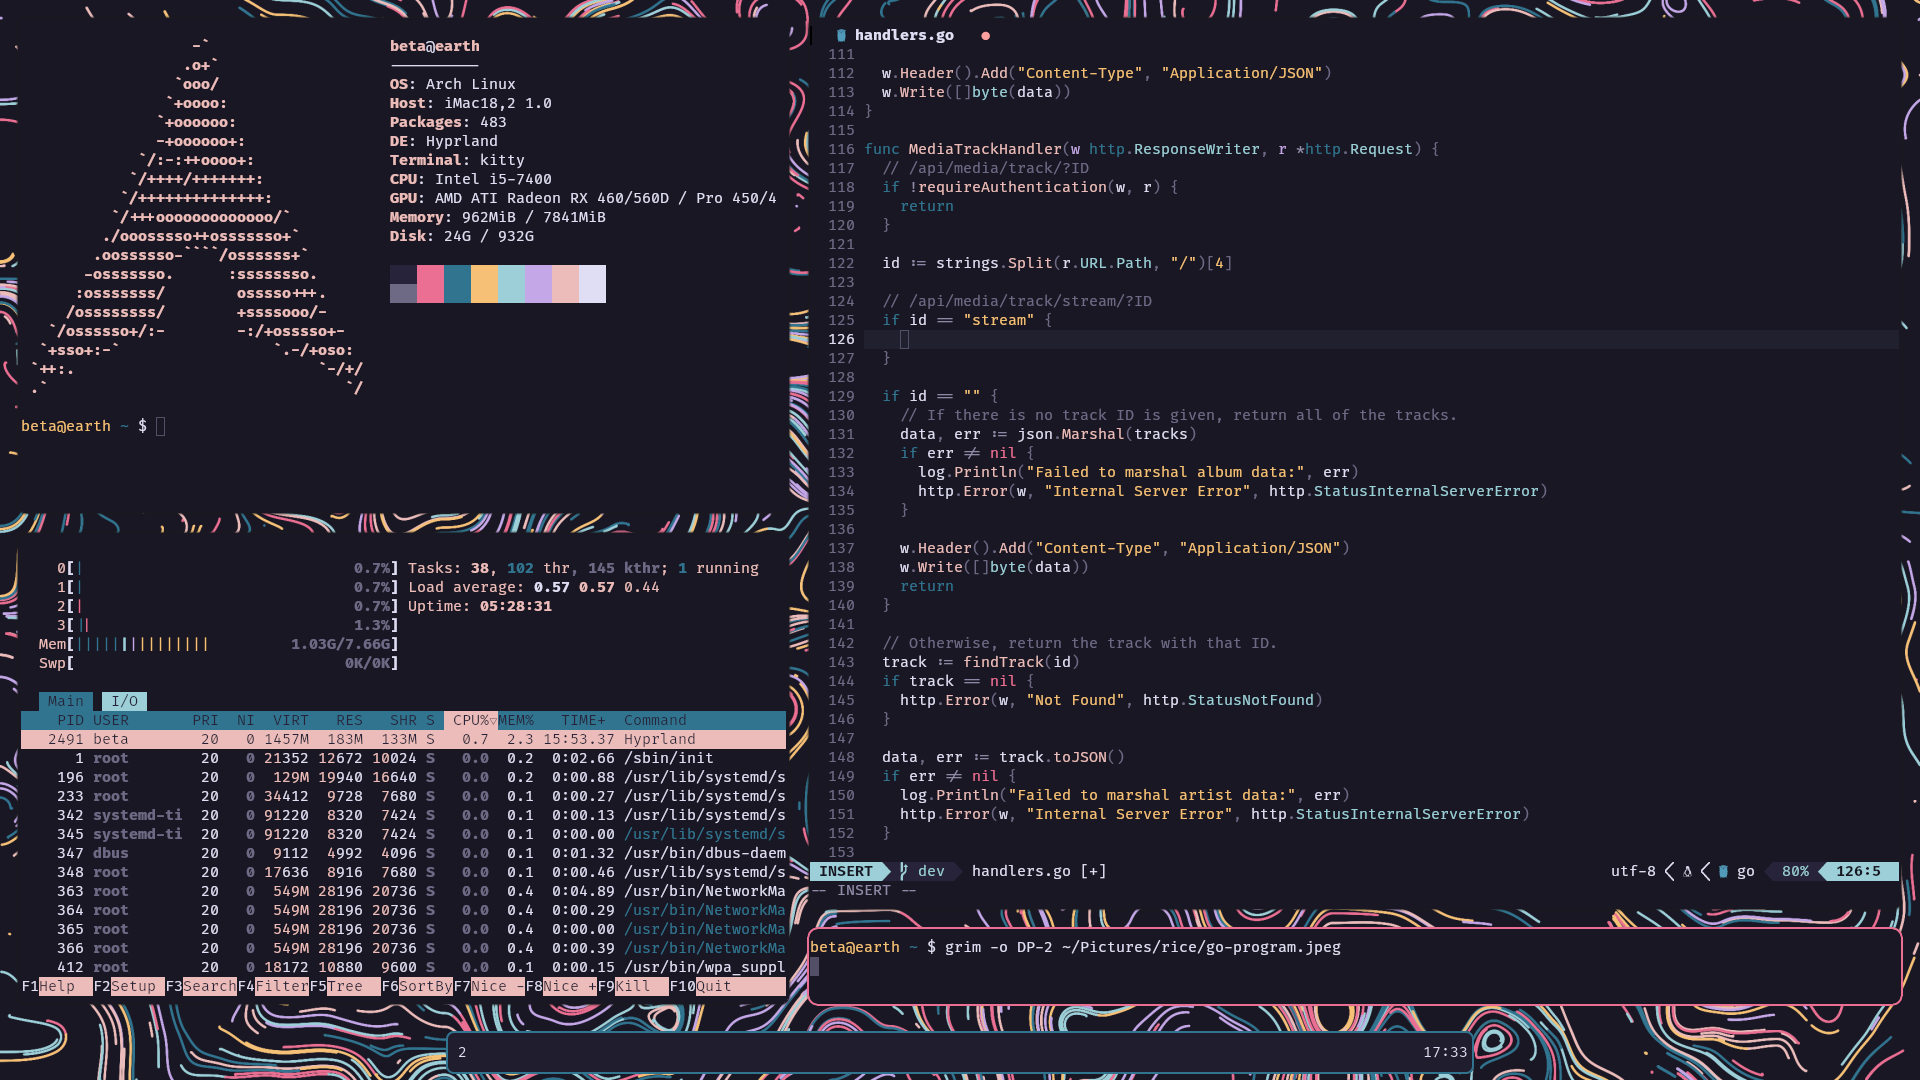 -`
.o+`
`ooo/
`+oooo:
`+oooooo:
-+oooooo+:
`/:-:++oooo+:
`/++++/+++++++:
`/++++++++++++++:
`/+++ooooooooooooo/`
./ooosssso++osssssso+`
.oossssso-````/ossssss+`
-osssssso.      :ssssssso.
:osssssss/        osssso+++.
/ossssssss/        +ssssooo/-
`/ossssso+/:-        -:/+osssso+-
`+sso+:-`                 `.-/+oso:
`++:.                           `-/+/
.`                                 `/
beta@earth
-----------
OS: Arch Linux
Host: iMac18,2 1.0
Packages: 483
DE: Hyprland
Terminal: kitty
CPU: Intel i5-7400
GPU: AMD ATI Radeon RX 460/560D / Pro 450/4
Memory: 962MiB / 7841MiB
Disk: 24G / 932G
beta@earth ~ $
0[| 0.7%] Tasks: 38, 102 thr, 145 kthr; 1 running
1[| 0.7%] Load average: 0.57 0.57 0.44
2[| 0.7%] Uptime: 05:28:31
3[|| 1.3%]
Mem[||||||||||||||| 1.03G/7.66G]
Swp[ 0K/0K]
Main I/O
PID USER PRI NI VIRT RES SHR S CPU%▽MEM% TIME+ Command
2491 beta 20 0 1457M 183M 133M S 0.7 2.3 15:53.37 Hyprland
1 root 20 0 21352 12672 10024 S 0.0 0.2 0:02.66 /sbin/init
196 root 20 0 129M 19940 16640 S 0.0 0.2 0:00.88 /usr/lib/systemd/s
233 root 20 0 34412 9728 7680 S 0.0 0.1 0:00.27 /usr/lib/systemd/s
342 systemd-ti 20 0 91220 8320 7424 S 0.0 0.1 0:00.13 /usr/lib/systemd/s
345 systemd-ti 20 0 91220 8320 7424 S 0.0 0.1 0:00.00 /usr/lib/systemd/s
347 dbus 20 0 9112 4992 4096 S 0.0 0.1 0:01.32 /usr/bin/dbus-daem
348 root 20 0 17636 8916 7680 S 0.0 0.1 0:00.46 /usr/lib/systemd/s
363 root 20 0 549M 28196 20736 S 0.0 0.4 0:04.89 /usr/bin/NetworkMa
364 root 20 0 549M 28196 20736 S 0.0 0.4 0:00.29 /usr/bin/NetworkMa
365 root 20 0 549M 28196 20736 S 0.0 0.4 0:00.00 /usr/bin/NetworkMa
366 root 20 0 549M 28196 20736 S 0.0 0.4 0:00.39 /usr/bin/NetworkMa
412 root 20 0 18172 10880 9600 S 0.0 0.1 0:00.15 /usr/bin/wpa_suppl
F1Help F2Setup F3SearchF4FilterF5Tree F6SortByF7Nice -F8Nice +F9Kill F10Quit
handlers.go ●
111
112 w.Header().Add("Content-Type", "Application/JSON")
113 w.Write([]byte(data))
114 }
115
116 func MediaTrackHandler(w http.ResponseWriter, r *http.Request) {
117 // /api/media/track/?ID
118 if !requireAuthentication(w, r) {
119 return
120 }
121
122 id := strings.Split(r.URL.Path, "/")[4]
123
124 // /api/media/track/stream/?ID
125 if id == "stream" {
126
127 }
128
129 if id == "" {
130 // If there is no track ID is given, return all of the tracks.
131 data, err := json.Marshal(tracks)
132 if err != nil {
133 log.Println("Failed to marshal album data:", err)
134 http.Error(w, "Internal Server Error", http.StatusInternalServerError)
135 }
136
137 w.Header().Add("Content-Type", "Application/JSON")
138 w.Write([]byte(data))
139 return
140 }
141
142 // Otherwise, return the track with that ID.
143 track := findTrack(id)
144 if track == nil {
145 http.Error(w, "Not Found", http.StatusNotFound)
146 }
147
148 data, err := track.toJSON()
149 if err != nil {
150 log.Println("Failed to marshal artist data:", err)
151 http.Error(w, "Internal Server Error", http.StatusInternalServerError)
152 }
153
INSERT dev handlers.go [+] utf-8 go 80% 126:5
-- INSERT --
beta@earth ~ $ grim -o DP-2 ~/Pictures/rice/go-program.jpeg
2 17:33